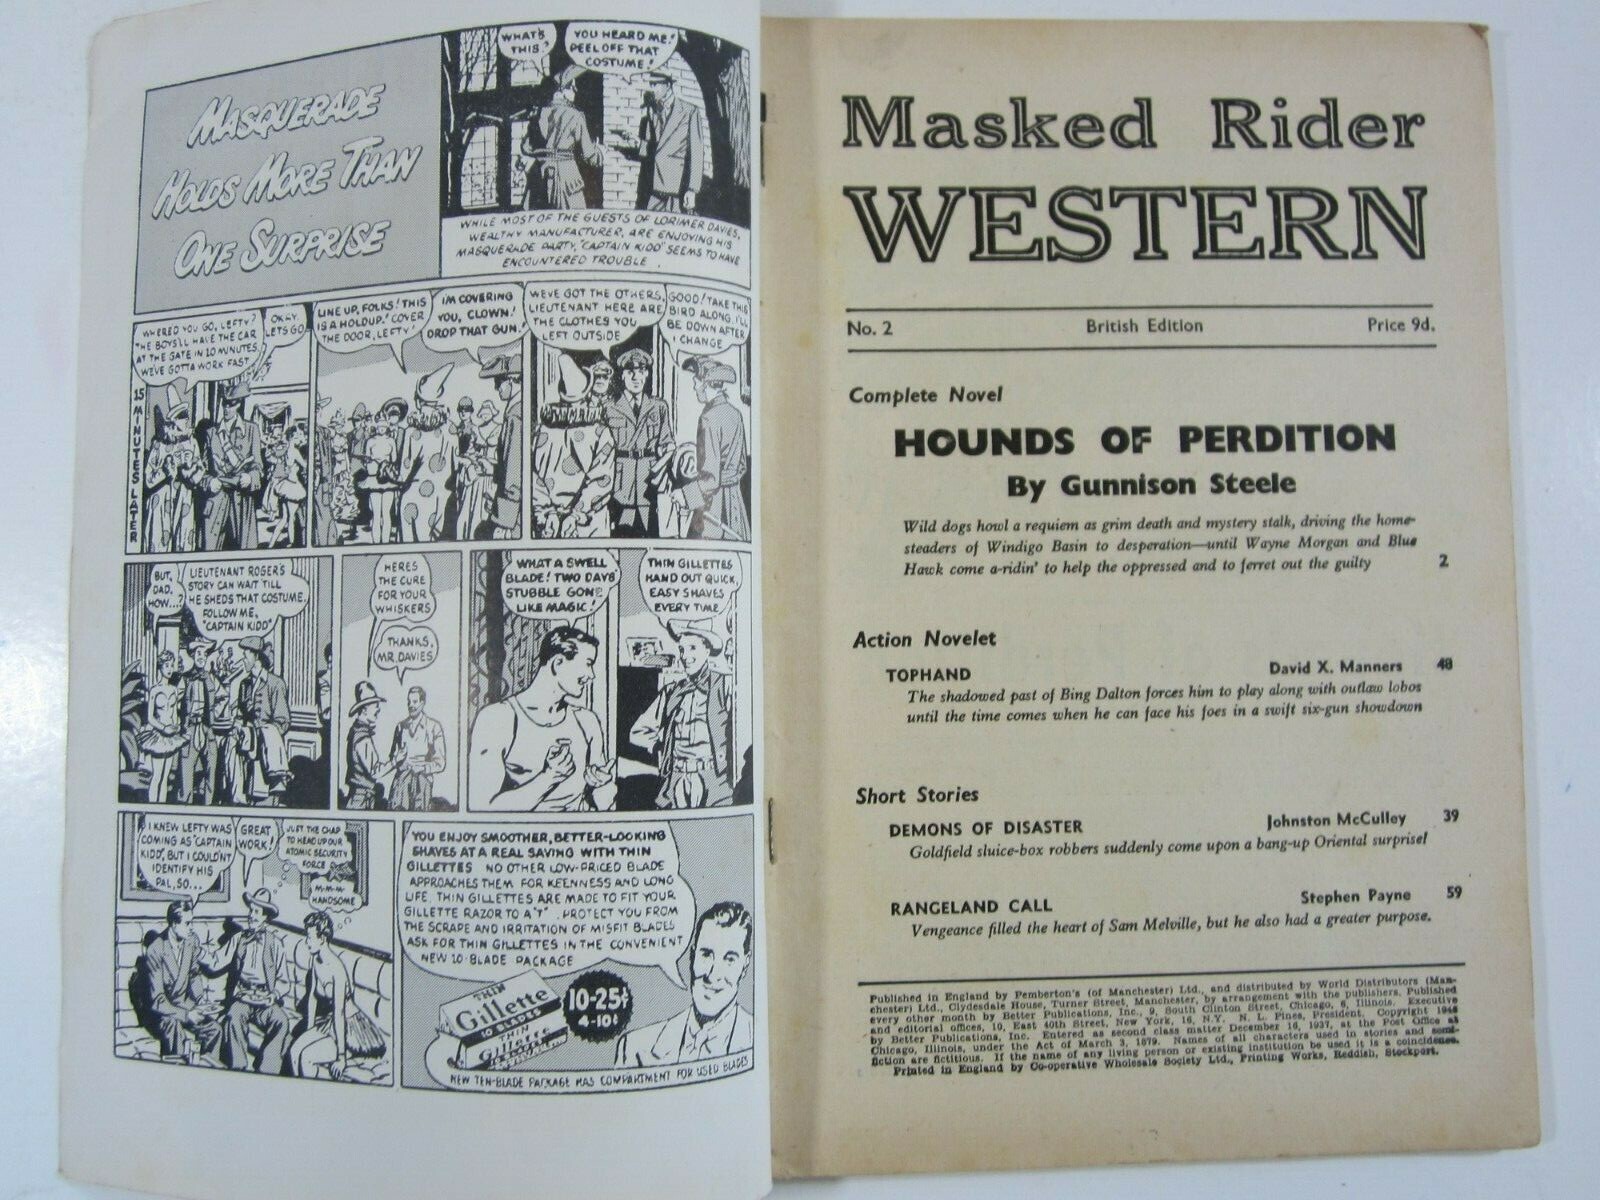 MASQUERADE
HOLDS MORE THAN
ONE SURPRISE
WHAT'S
THIS?
YOU HEARD ME!
PEEL OFF THAT
COSTUME!
WHILE MOST OF THE GUESTS OF LORIMER DAVIES,
WEALTHY MANUFACTURER, ARE ENJOYING HIS
MASQUERADE PARTY, "CAPTAIN KIDD" SEEMS TO HAVE
ENCOUNTERED TROUBLE.
15 MINUTES LATER
WHERE'D YOU GO, LEFTY?
THE BOYS'LL HAVE THE CAR
AT THE GATE IN 20 MINUTES.
WE'VE GOTTA WORK FAST
OKAY.
LETS GO
LINE UP, FOLKS! THIS
IS A HOLDUP! COVER
THE DOOR, LEFTY!
I'M COVERING
YOU, CLOWN!
DROP THAT GUN!
WE'VE GOT THE OTHERS,
LIEUTENANT HERE ARE
THE CLOTHES YOU
LEFT OUTSIDE
GOOD! TAKE THIS
BIRD ALONG. I'LL
BE DOWN AFTER
I CHANGE
BUT,
DAD,
HOW...?
LIEUTENANT ROGER'S
STORY CAN WAIT TILL
HE SHEDS THAT COSTUME.
FOLLOW ME,
"CAPTAIN KIDD"
HERES
THE CURE
FOR YOUR
WHISKERS
THANKS,
MR. DAVIES
WHAT A SWELL
BLADE! TWO DAYS'
STUBBLE GONE
LIKE MAGIC!
THIN GILLETTES
HAND OUT QUICK,
EASY SHAVES
EVERY TIME
I KNEW LEFTY WAS
COMING AS "CAPTAIN
KIDD", BUT I COULDN'T
IDENTIFY HIS
PAL, SO...
GREAT
WORK!
JUST THE CHAP
TO HEAD UP OUR
ATOMIC SECURITY
FORCE
M-M-M-
HANDSOME
YOU ENJOY SMOOTHER, BETTER-LOOKING
SHAVES AT A REAL SAVING WITH THIN
GILLETTES NO OTHER LOW-PRICED BLADE
APPROACHES THEM FOR KEENNESS AND LONG
LIFE. THIN GILLETTES ARE MADE TO FIT YOUR
GILLETTE RAZOR TO A "T". PROTECT YOU FROM
THE SCRAPE AND IRRITATION OF MISFIT BLADES
ASK FOR THIN GILLETTES IN THE CONVENIENT
NEW 10-BLADE PACKAGE
THIN
Gillette
10 BLADES
THIN
Gillette
10-25¢
4-10¢
NEW TEN-BLADE PACKAGE HAS COMPARTMENT FOR USED BLADES
Masked Rider
WESTERN
No. 2 British Edition Price 9d.
Complete Novel
HOUNDS OF PERDITION
By Gunnison Steele
Wild dogs howl a requiem as grim death and mystery stalk, driving the home-
steaders of Windigo Basin to desperation—until Wayne Morgan and Blue
Hawk come a-ridin' to help the oppressed and to ferret out the guilty 2
Action Novelet
TOPHAND David X. Manners 48
The shadowed past of Bing Dalton forces him to play along with outlaw lobos
until the time comes when he can face his foes in a swift six-gun showdown
Short Stories
DEMONS OF DISASTER Johnston McCulley 39
Goldfield sluice-box robbers suddenly come upon a bang-up Oriental surprise!
RANGELAND CALL Stephen Payne 59
Vengeance filled the heart of Sam Melville, but he also had a greater purpose.
Published in England by Pemberton's (of Manchester) Ltd., and distributed by World Distributors (Man-
chester) Ltd., Clydesdale House, Turner Street, Manchester, by arrangement with the publishers. Published
every other month by Better Publications, Inc., 9, South Clinton Street, Chicago, 6, Illinois. Executive
and editorial offices, 10, East 40th Street, New York, 16, N.Y. N. L. Pines, President. Copyright
by Better Publications, Inc. Entered as second class matter December 16, 1937, at the Post Office as
Chicago, Illinois, under the Act of March 3, 1879. Names of all characters used in stories and semi-
fiction are fictitious. If the name of any living person or existing institution be used it is a coincidence.
Printed in England by Co-operative Wholesale Society Ltd., Printing Works, Reddish, Stockport.